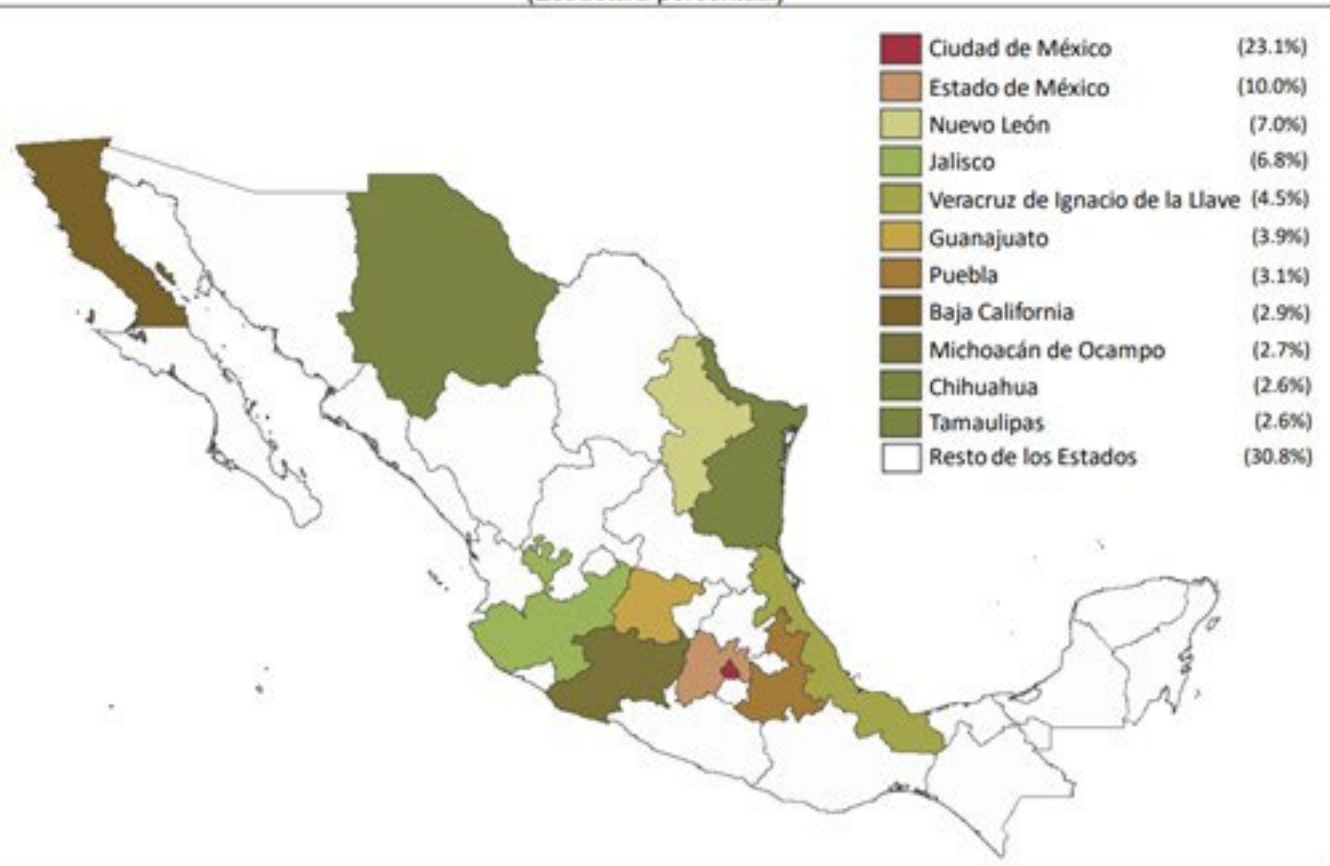 Ciudad de México (23.1%)
Estado de México (10.0%)
Nuevo León (7.0%)
Jalisco (6.8%)
Veracruz de Ignacio de la Llave (4.5%)
Guanajuato (3.9%)
Puebla (3.1%)
Baja California (2.9%)
Michoacán de Ocampo (2.7%)
Chihuahua (2.6%)
Tamaulipas (2.6%)
Resto de los Estados (30.8%)